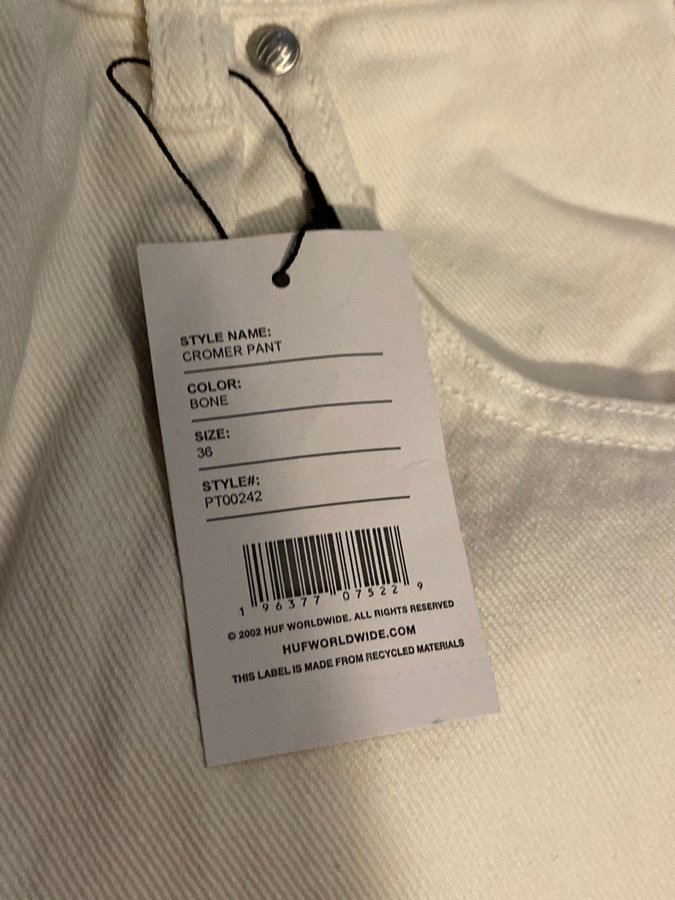 STYLE NAME:
CROMER PANT
COLOR:
BONE
SIZE:
36
STYLE#:
PT00242
1 96377 07522 9
© 2002 HUF WORLDWIDE. ALL RIGHTS RESERVED
HUFWORLDWIDE.COM
THIS LABEL IS MADE FROM RECYCLED MATERIALS